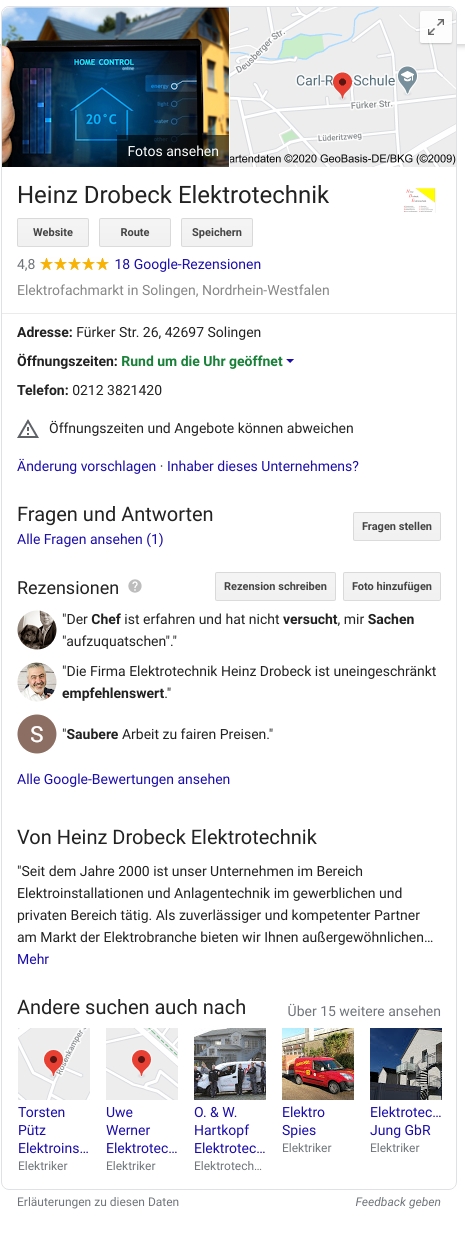 HOME CONTROL
online
energy
light
20°C
Fotos ansehen
Deusberger Str.
Carl-R
Schule
Fürker Str.
Lüderitzweg
artendaten ©2020 GeoBasis-DE/BKG (©2009)
Heinz Drobeck Elektrotechnik
Website
Route
Speichern
4,8 ★★★★★ 18 Google-Rezensionen
Elektrofachmarkt in Solingen, Nordrhein-Westfalen
Adresse: Fürker Str. 26, 42697 Solingen
Öffnungszeiten: Rund um die Uhr geöffnet
Telefon: 0212 3821420
Öffnungszeiten und Angebote können abweichen
Änderung vorschlagen · Inhaber dieses Unternehmens?
Fragen und Antworten
Fragen stellen
Alle Fragen ansehen (1)
Rezensionen ?
Rezension schreiben
Foto hinzufügen
"Der Chef ist erfahren und hat nicht versucht, mir Sachen
"aufzuquatschen"."
"Die Firma Elektrotechnik Heinz Drobeck ist uneingeschränkt
empfehlenswert."
S
"Saubere Arbeit zu fairen Preisen."
Alle Google-Bewertungen ansehen
Von Heinz Drobeck Elektrotechnik
"Seit dem Jahre 2000 ist unser Unternehmen im Bereich
Elektroinstallationen und Anlagentechnik im gewerblichen und
privaten Bereich tätig. Als zuverlässiger und kompetenter Partner
am Markt der Elektrobranche bieten wir Ihnen außergewöhnlichen…
Mehr
Andere suchen auch nach
Über 15 weitere ansehen
Rosenkamper
Torsten
Pütz
Elektroins…
Elektriker
Uwe
Werner
Elektrotec…
Elektriker
O. & W.
Hartkopf
Elektrotec…
Elektrotech…
Elektro
Spies
Elektriker
Elektrotec…
Jung GbR
Elektriker
Erläuterungen zu diesen Daten
Feedback geben